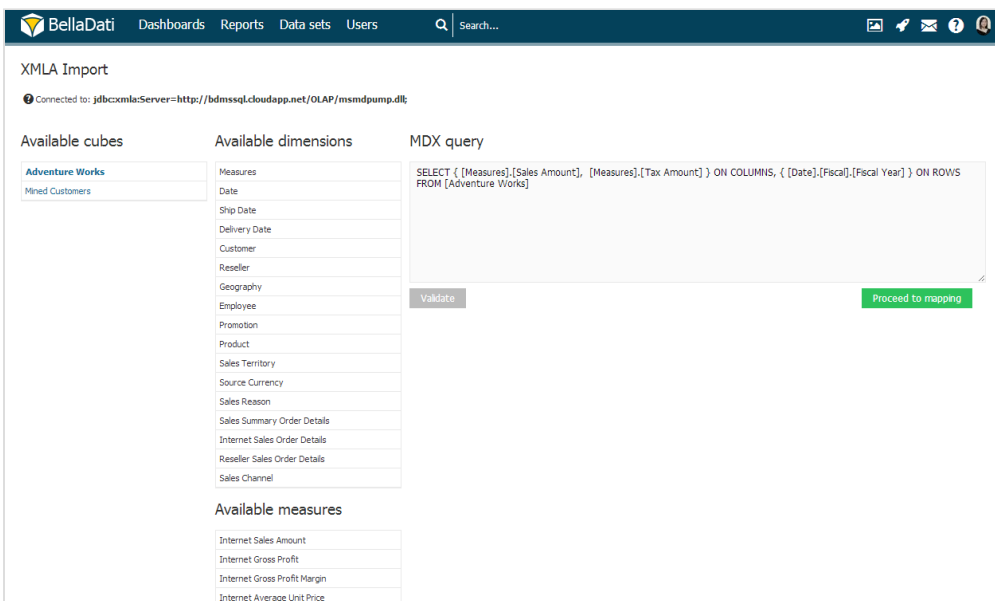 BellaDati Dashboards Reports Data sets Users Search...
XMLA Import
Connected to: jdbc:xmla:Server=http://bdmssql.cloudapp.net/OLAP/msmdpump.dll;
Available cubes
Adventure Works
Mined Customers
Available dimensions
Measures
Date
Ship Date
Delivery Date
Customer
Reseller
Geography
Employee
Promotion
Product
Sales Territory
Source Currency
Sales Reason
Sales Summary Order Details
Internet Sales Order Details
Reseller Sales Order Details
Sales Channel
Available measures
Internet Sales Amount
Internet Gross Profit
Internet Gross Profit Margin
Internet Average Unit Price
MDX query
SELECT { [Measures].[Sales Amount], [Measures].[Tax Amount] } ON COLUMNS, { [Date].[Fiscal].[Fiscal Year] } ON ROWS
FROM [Adventure Works]
Validate
Proceed to mapping